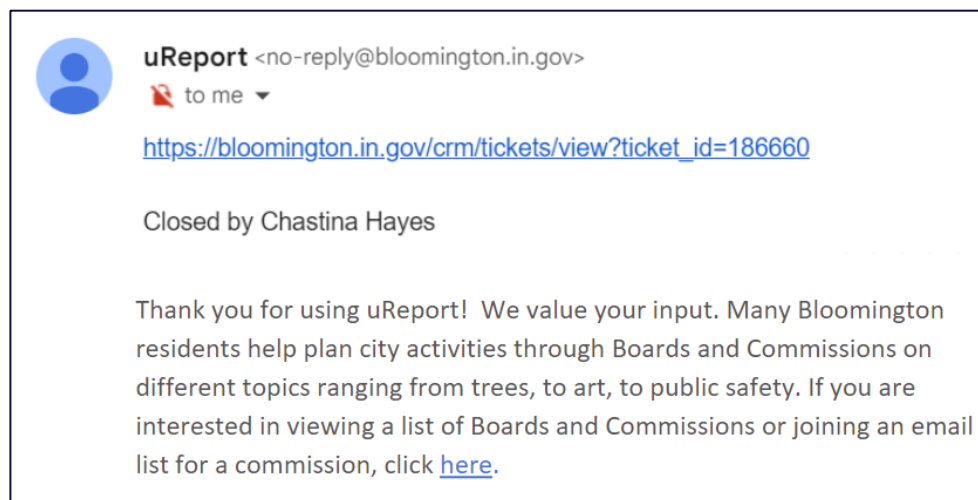 uReport <no-reply@bloomington.in.gov>
to me
https://bloomington.in.gov/crm/tickets/view?ticket_id=186660
Closed by Chastina Hayes
Thank you for using uReport!  We value your input. Many Bloomington
residents help plan city activities through Boards and Commissions on
different topics ranging from trees, to art, to public safety. If you are
interested in viewing a list of Boards and Commissions or joining an email
list for a commission, click here.